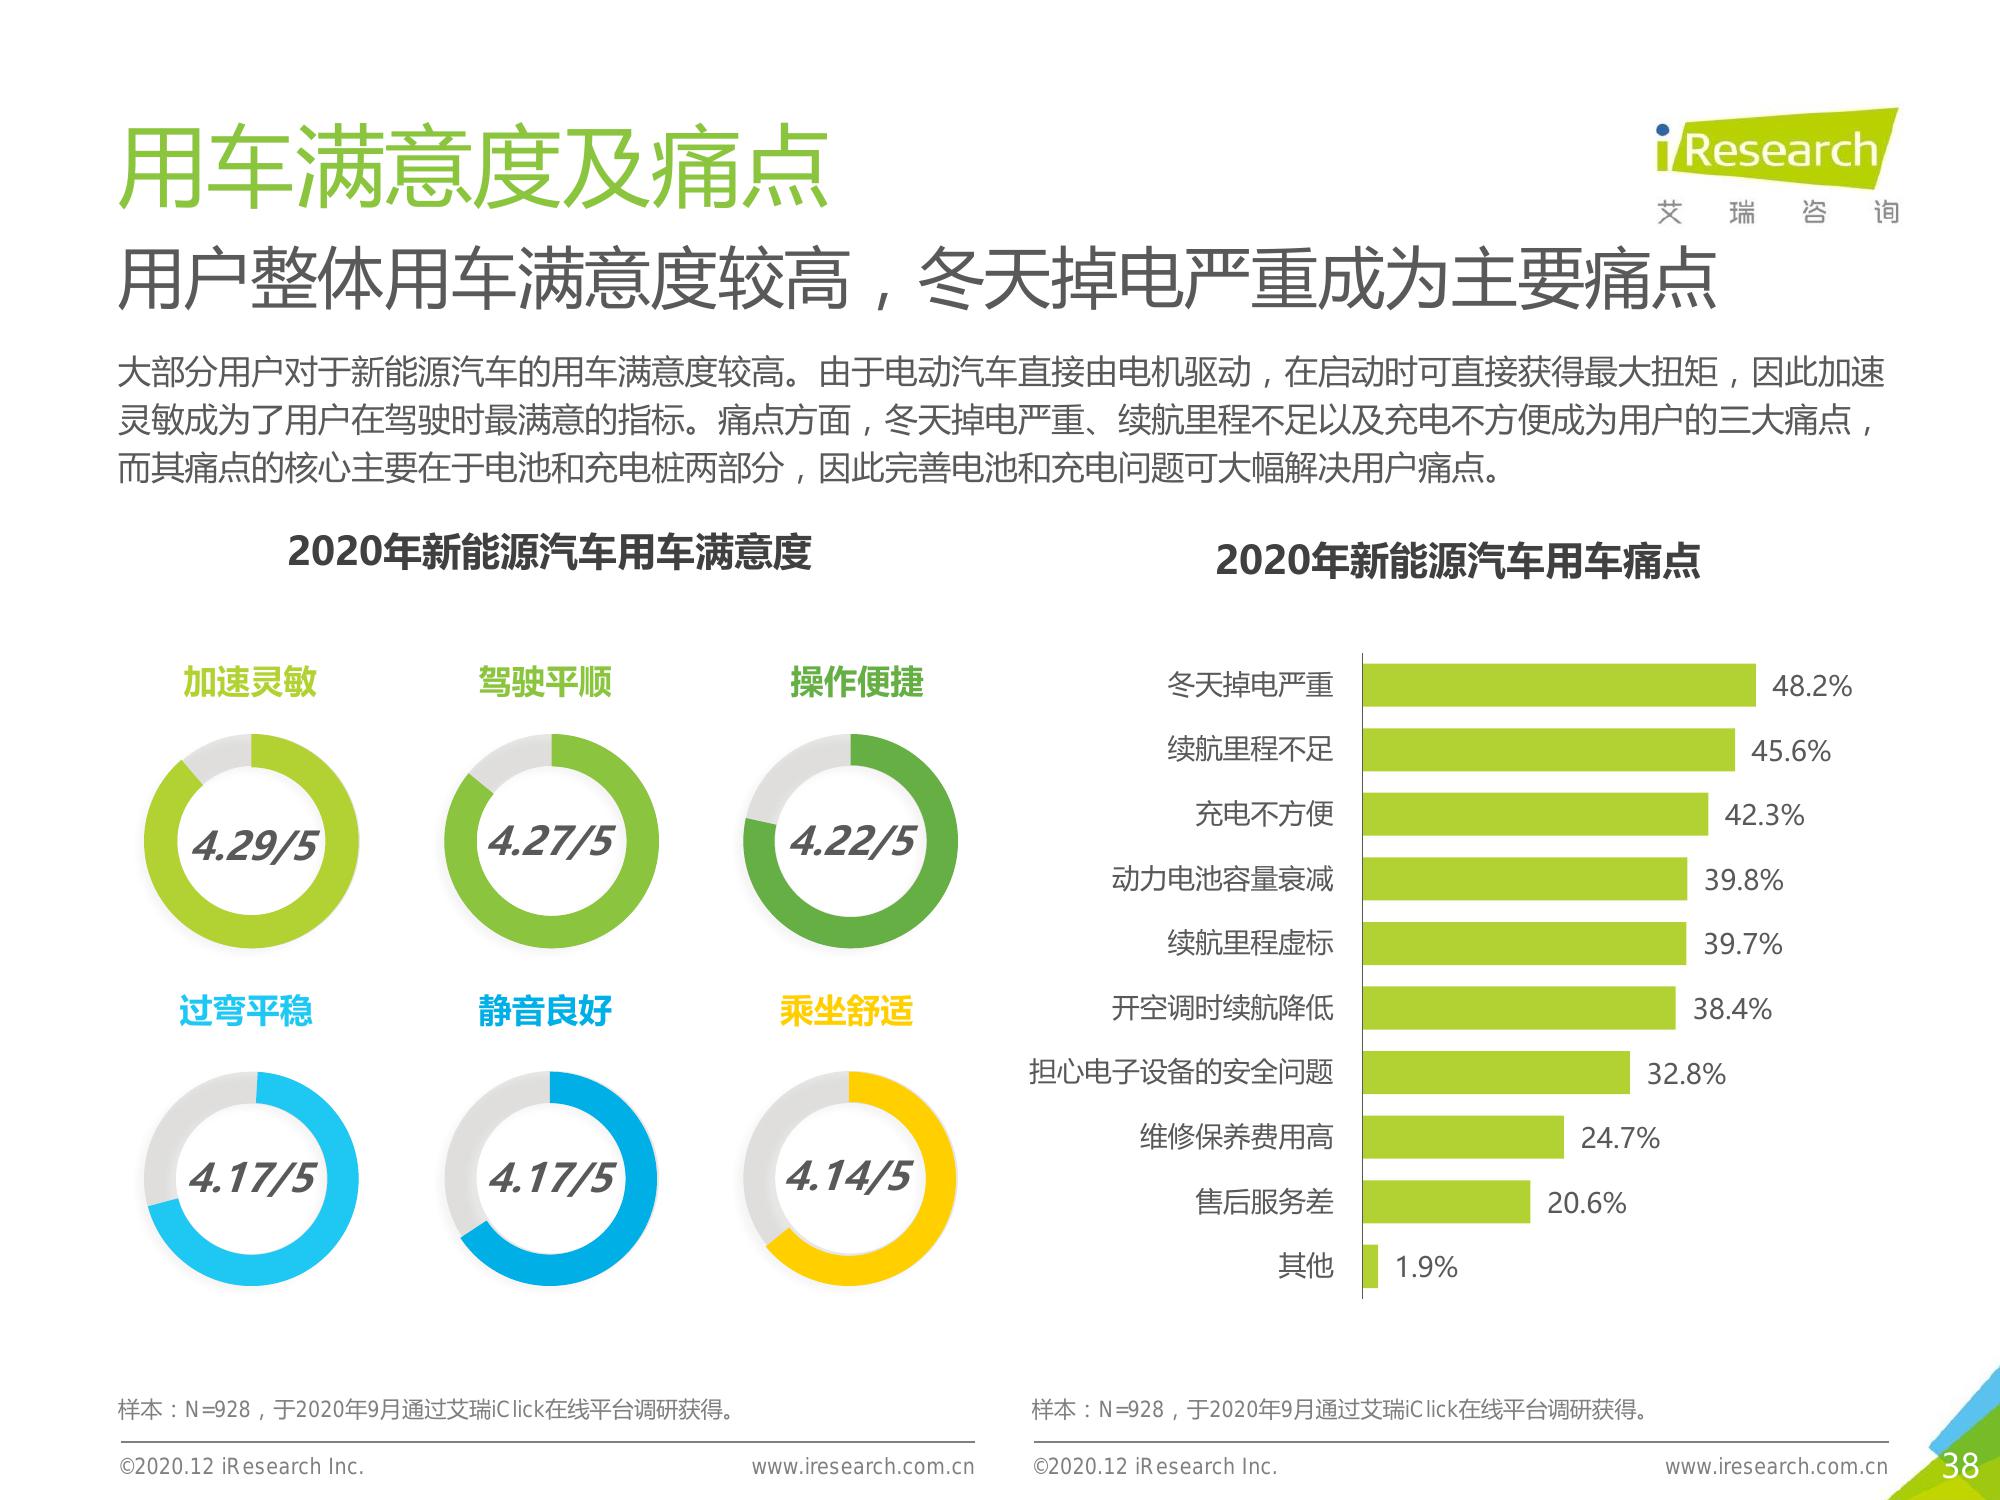 用车满意度及痛点
iResearch
艾瑞咨询
用户整体用车满意度较高，冬天掉电严重成为主要痛点
大部分用户对于新能源汽车的用车满意度较高。由于电动汽车直接由电机驱动，在启动时可直接获得最大扭矩，因此加速
灵敏成为了用户在驾驶时最满意的指标。痛点方面，冬天掉电严重、续航里程不足以及充电不方便成为用户的三大痛点，
而其痛点的核心主要在于电池和充电桩两部分，因此完善电池和充电问题可大幅解决用户痛点。
2020年新能源汽车用车满意度
加速灵敏
驾驶平顺
操作便捷
4.29/5
4.27/5
4.22/5
过弯平稳
静音良好
乘坐舒适
4.17/5
4.17/5
4.14/5
样本：N=928，于2020年9月通过艾瑞iClick在线平台调研获得。
©2020.12 iResearch Inc.
www.iresearch.com.cn
2020年新能源汽车用车痛点
冬天掉电严重 48.2%
续航里程不足 45.6%
充电不方便 42.3%
动力电池容量衰减 39.8%
续航里程虚标 39.7%
开空调时续航降低 38.4%
担心电子设备的安全问题 32.8%
维修保养费用高 24.7%
售后服务差 20.6%
其他 1.9%
样本：N=928，于2020年9月通过艾瑞iClick在线平台调研获得。
©2020.12 iResearch Inc.
www.iresearch.com.cn
38